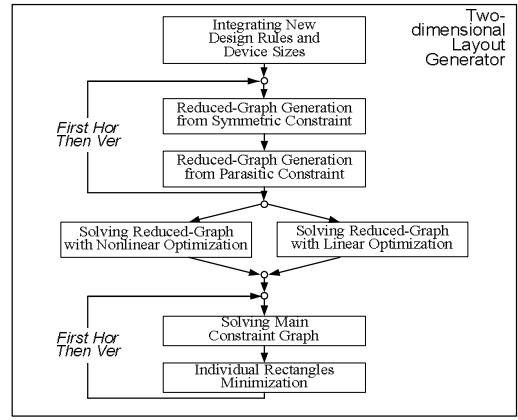 Two-
dimensional
Layout
Generator
Integrating New
Design Rules and
Device Sizes
Reduced-Graph Generation
from Symmetric Constraint
First Hor
Then Ver
Reduced-Graph Generation
from Parasitic Constraint
Solving Reduced-Graph
with Nonlinear Optimization
Solving Reduced-Graph
with Linear Optimization
Solving Main
Constraint Graph
First Hor
Then Ver
Individual Rectangles
Minimization